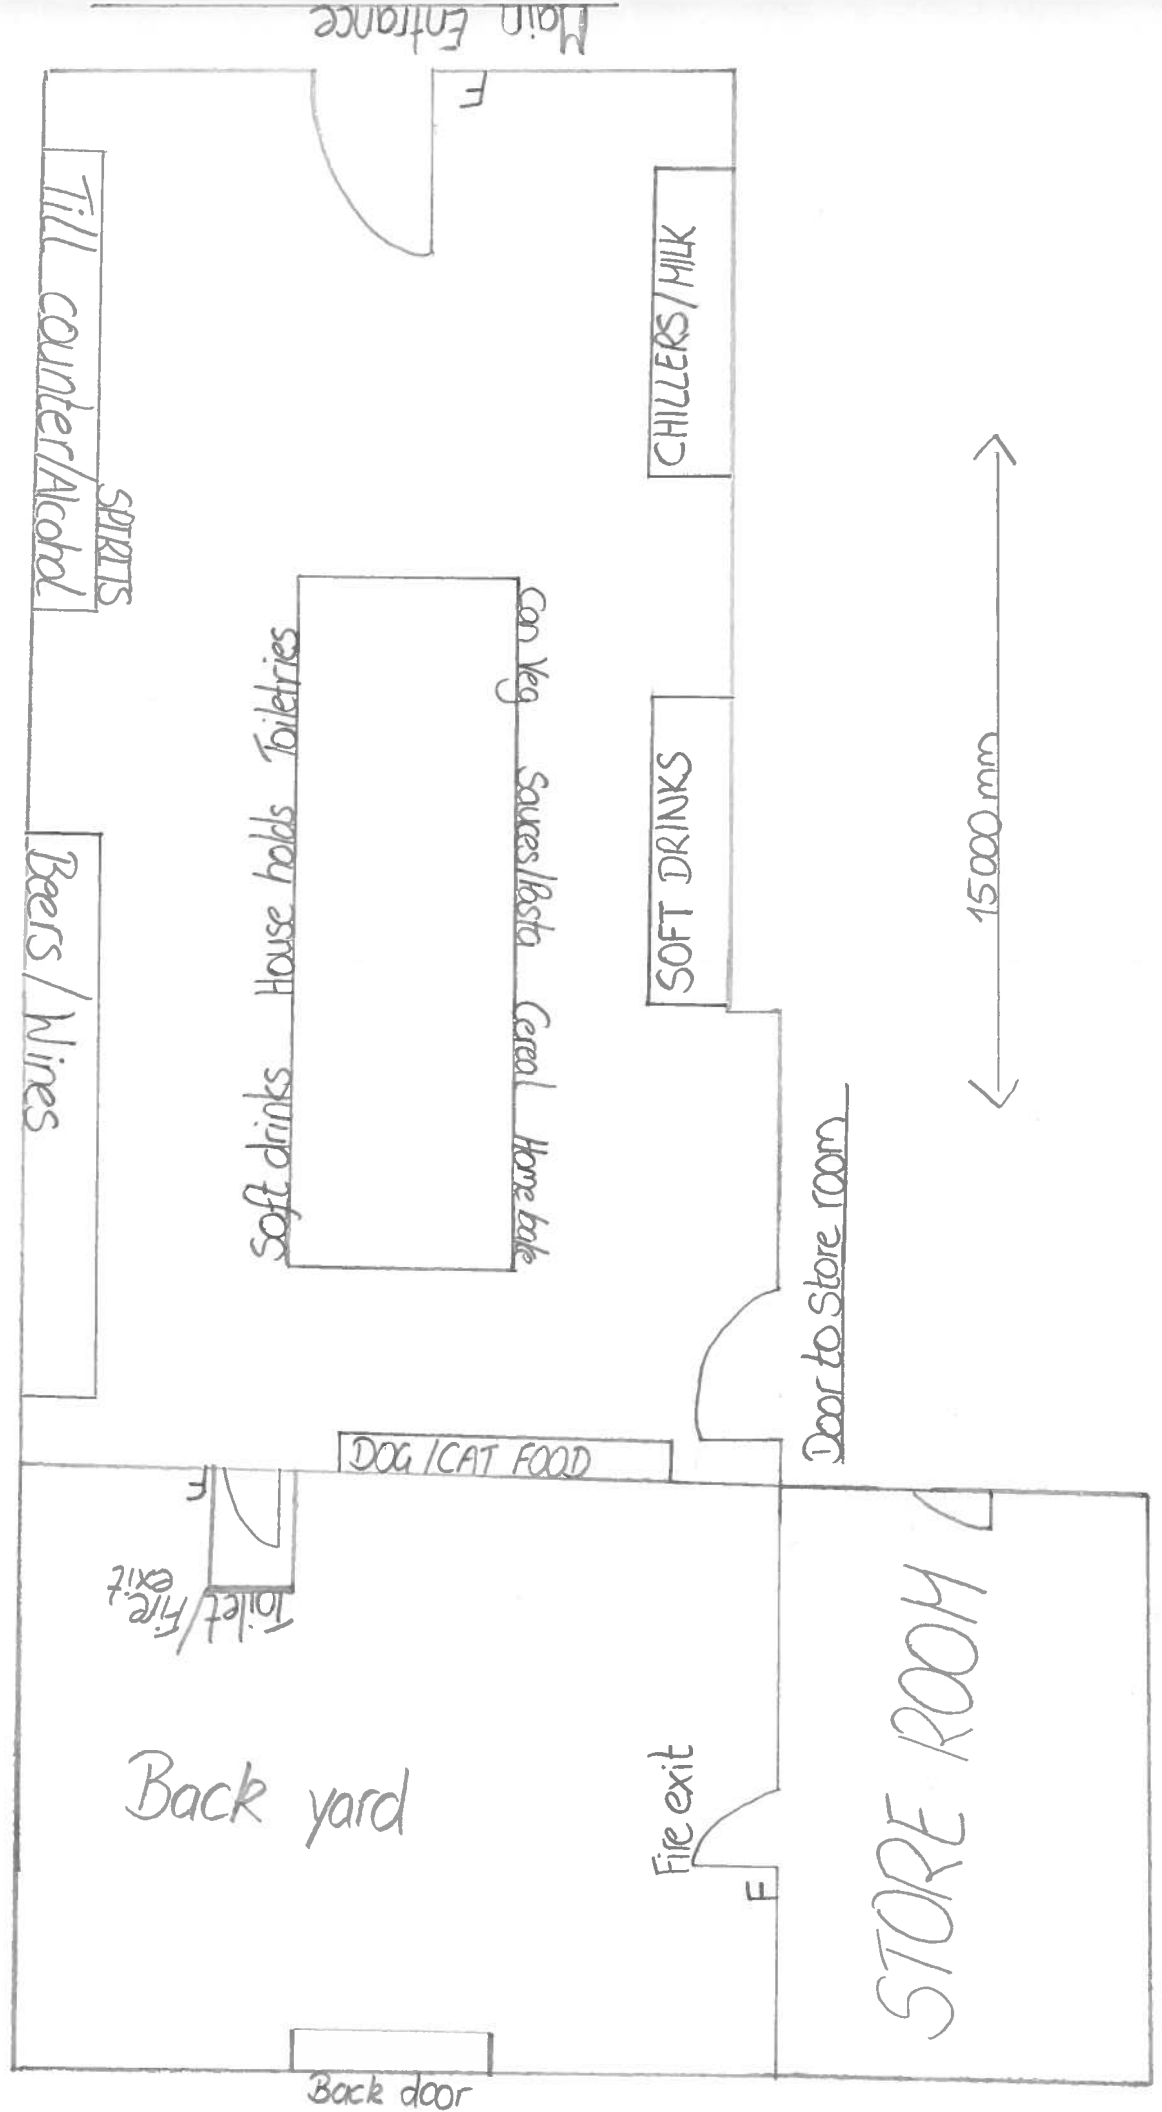 Main Entrance
F
Till counter/Alcohol
SPIRITS
CHILLERS/MILK
Can Veg Sauces/Pasta Cereal Home bake
Soft drinks House holds Toiletries
SOFT DRINKS
15000mm
Beers/Wines
Door to Store room
DOG/CAT FOOD
F
Toilet/Fire
exit
Back yard
Fire exit
F
STORE ROOM
Back door